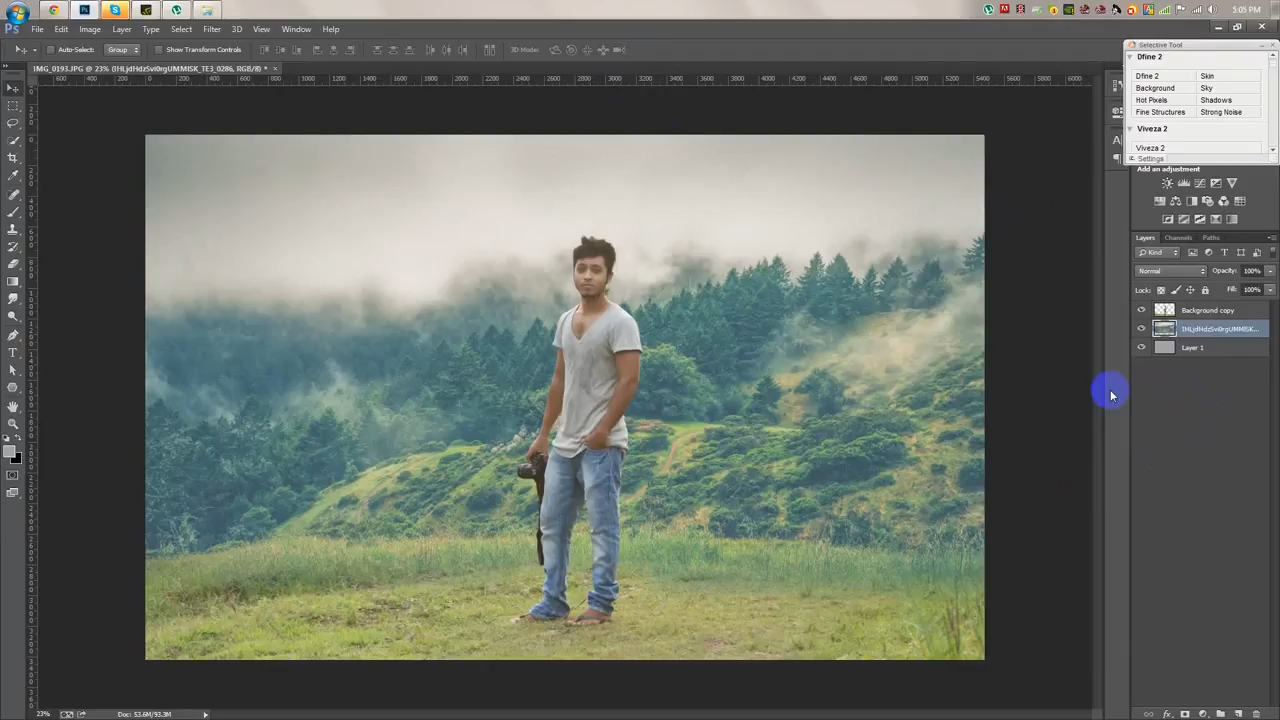 5:05 PM
Ps File Edit Image Layer Type Select Filter 3D View Window Help
Auto-Select: Group Show Transform Controls 3D Mode:
Selective Tool
IMG_0193.JPG @ 23% (IHLjdHdzSvi0rgUMMISK_TE3_0286, RGB/8) *
Dfine 2
Dfine 2 Skin
Background Sky
Hot Pixels Shadows
Fine Structures Strong Noise
Viveza 2
Viveza 2
Settings
Add an adjustment
Layers Channels Paths
Kind
Normal Opacity: 100%
Lock: Fill: 100%
Background copy
IHLjdHdzSvi0rgUMMISK...
Layer 1
23% Doc: 53.6M/93.3M